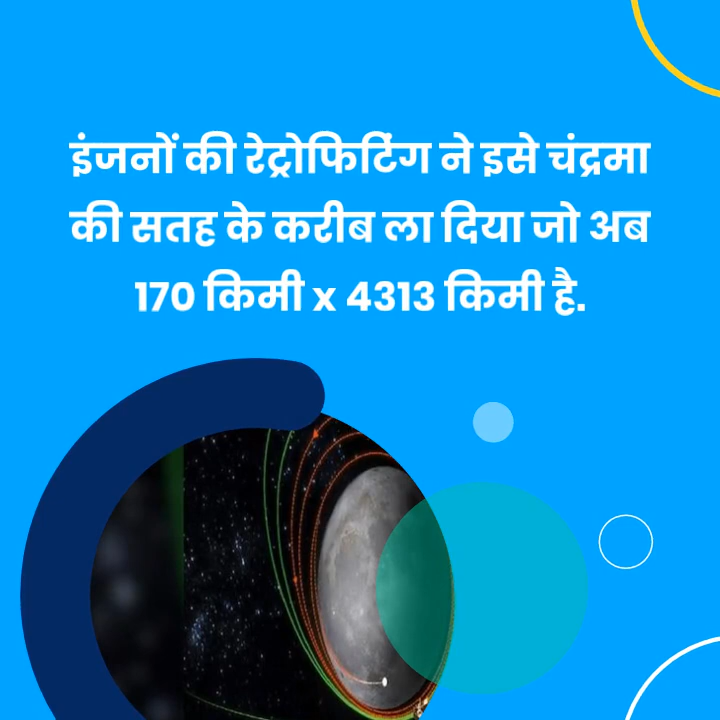 इंजनों की रेट्रोफिटिंग ने इसे चंद्रमा
की सतह के करीब ला दिया जो अब
170 किमी x 4313 किमी है.